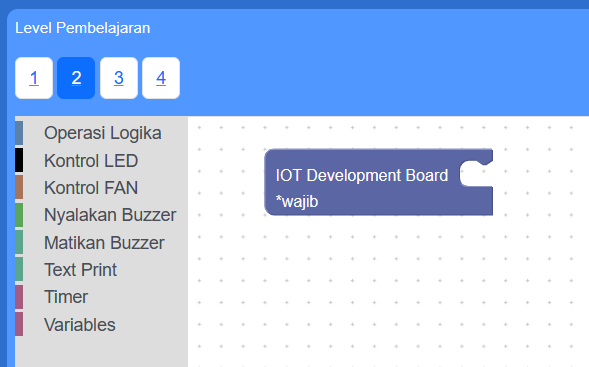 Level Pembelajaran
1 2 3 4
Operasi Logika
Kontrol LED
Kontrol FAN
Nyalakan Buzzer
Matikan Buzzer
Text Print
Timer
Variables
IOT Development Board
*wajib